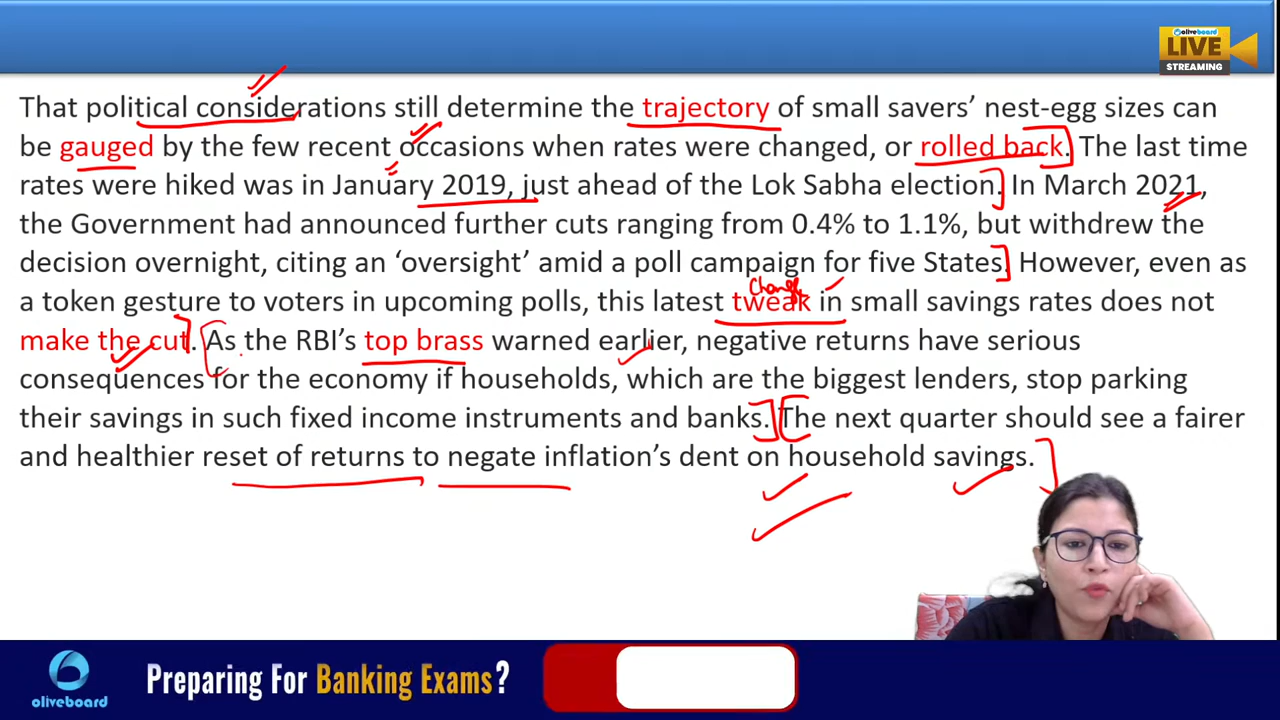 oliveboard
LIVE
STREAMING
That political considerations still determine the trajectory of small savers' nest-egg sizes can
be gauged by the few recent occasions when rates were changed, or rolled back. The last time
rates were hiked was in January 2019, just ahead of the Lok Sabha election. In March 2021,
the Government had announced further cuts ranging from 0.4% to 1.1%, but withdrew the
decision overnight, citing an 'oversight' amid a poll campaign for five States. However, even as
change
a token gesture to voters in upcoming polls, this latest tweak in small savings rates does not
make the cut. As the RBI's top brass warned earlier, negative returns have serious
consequences for the economy if households, which are the biggest lenders, stop parking
their savings in such fixed income instruments and banks. The next quarter should see a fairer
and healthier reset of returns to negate inflation's dent on household savings.
oliveboard
Preparing For Banking Exams?